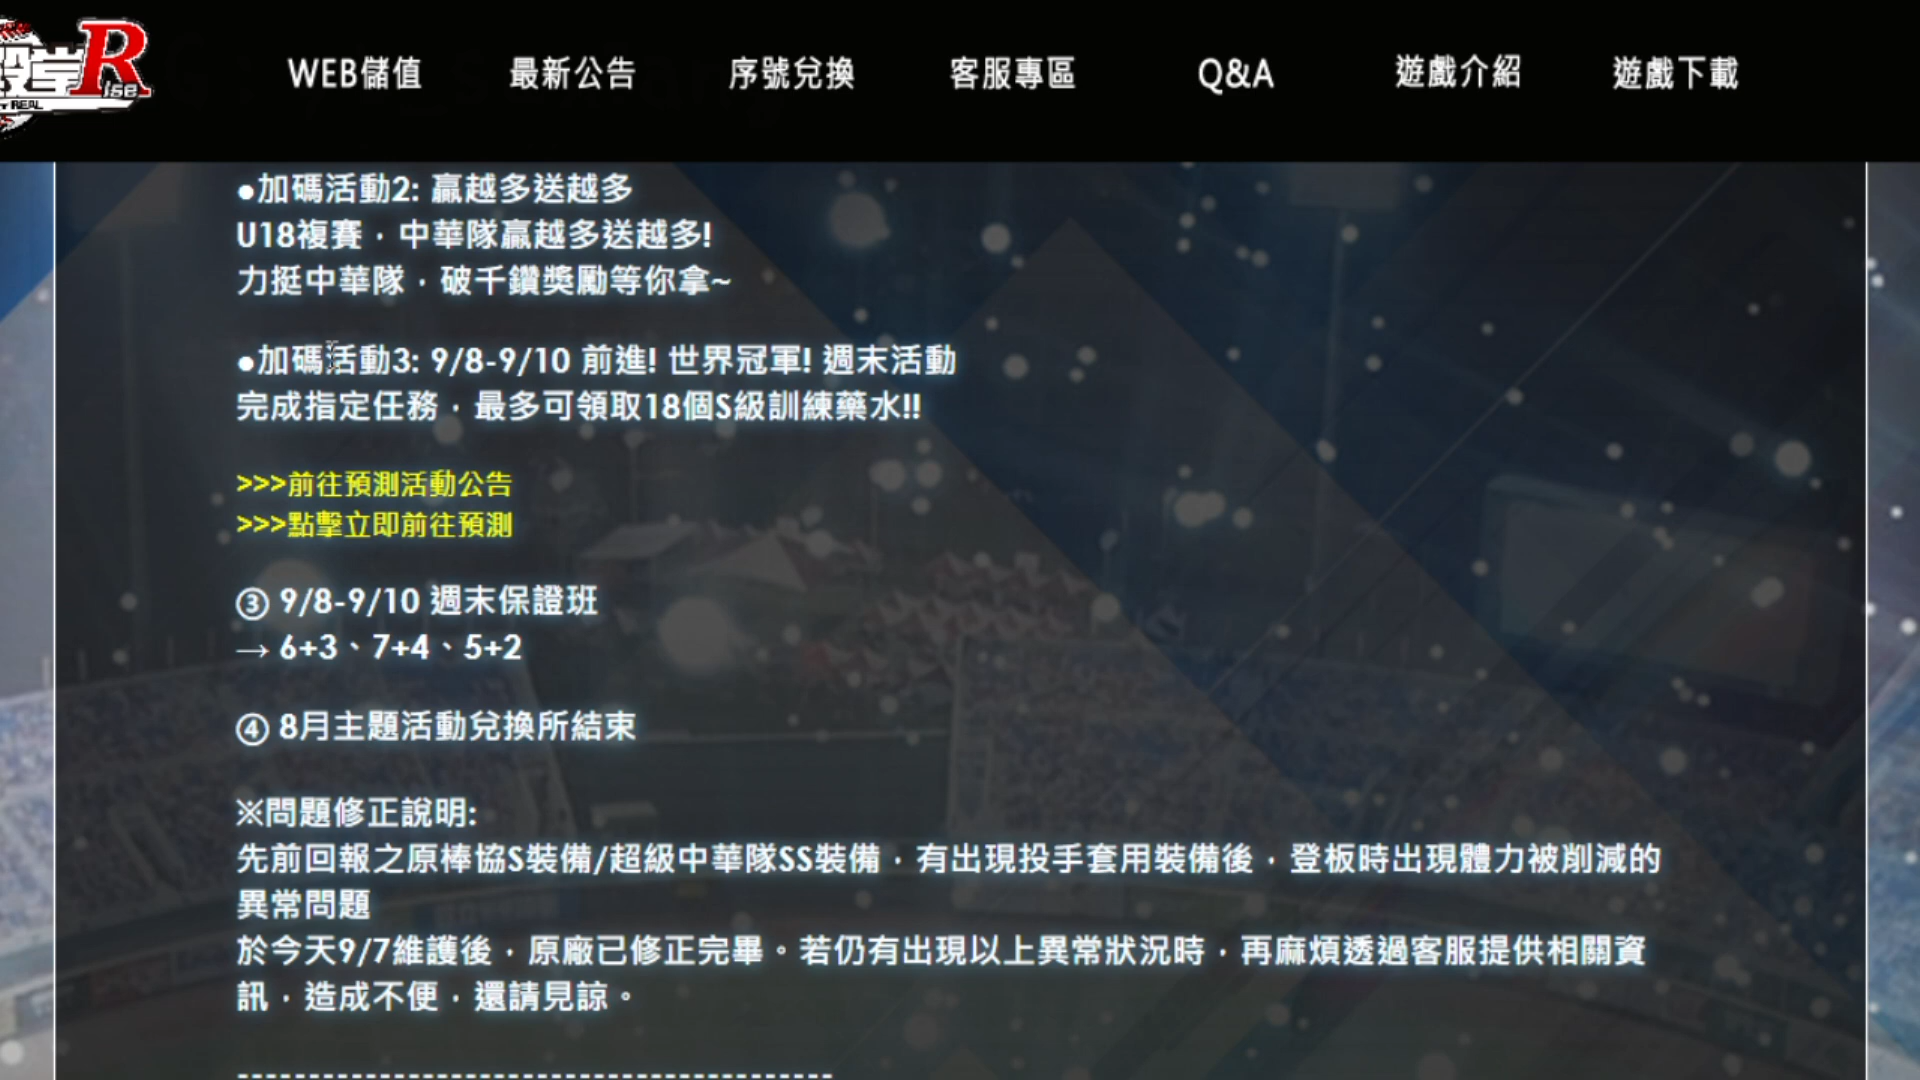 WEB儲值
最新公告
序號兌換
客服專區
Q&A
遊戲介紹
遊戲下載
R
ise
REAL
●加碼活動2: 贏越多送越多
U18複賽，中華隊贏越多送越多!
力挺中華隊，破千鑽獎勵等你拿~
●加碼活動3: 9/8-9/10 前進! 世界冠軍! 週末活動
完成指定任務，最多可領取18個S級訓練藥水!!
>>>前往預測活動公告
>>>點擊立即前往預測
③ 9/8-9/10 週末保證班
→ 6+3、7+4、5+2
④ 8月主題活動兌換所結束
※問題修正說明:
先前回報之原棒協S裝備/超級中華隊SS裝備，有出現投手套用裝備後，登板時出現體力被削減的
異常問題
於今天9/7維護後，原廠已修正完畢。若仍有出現以上異常狀況時，再麻煩透過客服提供相關資
訊，造成不便，還請見諒。
------------------------------------------